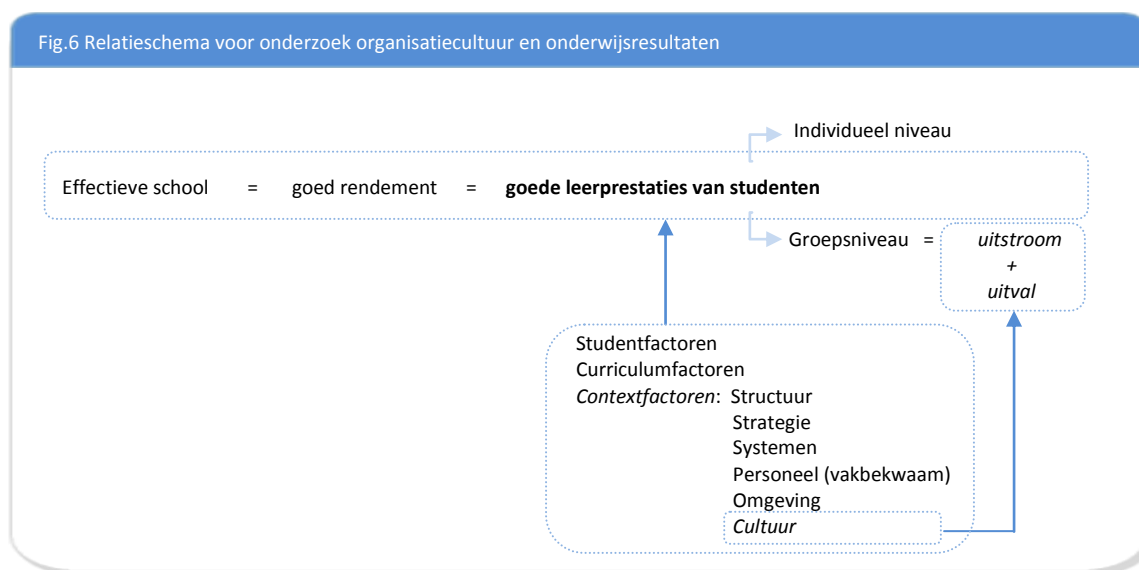 Fig.6 Relatieschema voor onderzoek organisatiecultuur en onderwijsresultaten
Individueel niveau
Effectieve school = goed rendement = goede leerprestaties van studenten
Groepsniveau = uitstroom
+
uitval
Studentfactoren
Curriculumfactoren
Contextfactoren: Structuur
Strategie
Systemen
Personeel (vakbekwaam)
Omgeving
Cultuur